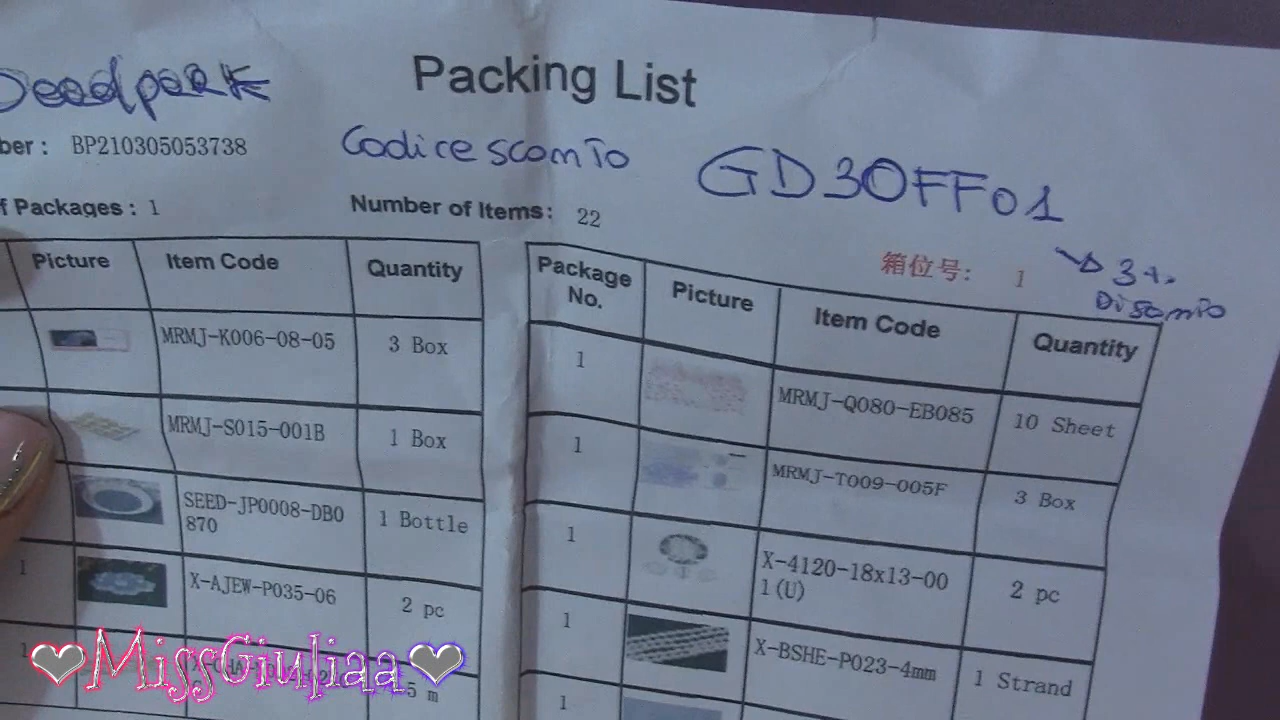 Packing List
BP210305053738
Codice sconto GD30FF01
f Packages : 1
Number of Items: 22
箱位号: 1
3%
Disconto
Picture Item Code Quantity
MRMJ-K006-08-05 3 Box
MRMJ-S015-001B 1 Box
SEED-JP0008-DB0
870 1 Bottle
1 X-AJEW-P035-06 2 pc
1 5 m
Package
No. Picture Item Code Quantity
1 MRMJ-Q080-EB085 10 Sheet
1 MRMJ-T009-005F 3 Box
1 X-4120-18x13-00
1(U) 2 pc
1 X-BSHE-P023-4mm 1 Strand
1
MissGiuliaa